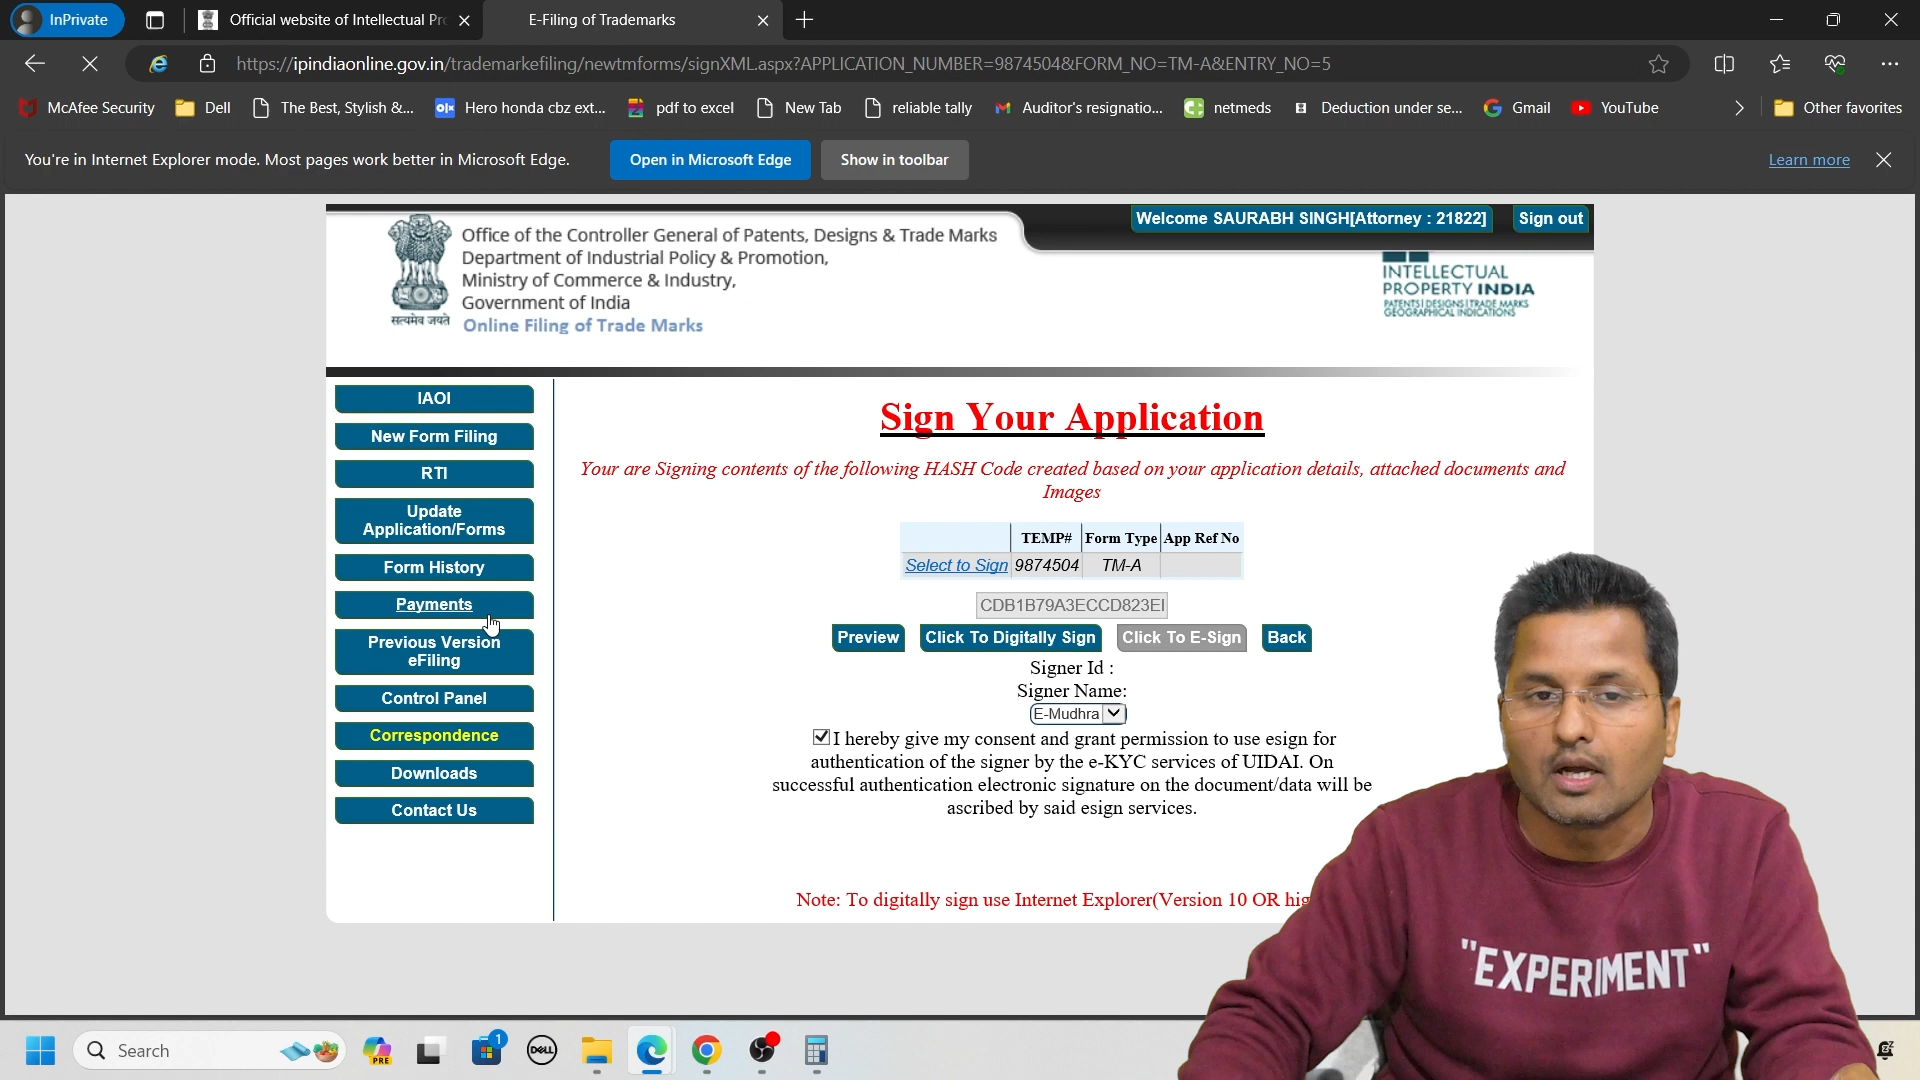 InPrivate
Official website of Intellectual Pro
E-Filing of Trademarks
https://ipindiaonline.gov.in/trademarkefiling/newtmforms/signXML.aspx?APPLICATION_NUMBER=9874504&FORM_NO=TM-A&ENTRY_NO=5
McAfee Security
Dell
The Best, Stylish &...
olx
Hero honda cbz ext...
pdf to excel
New Tab
reliable tally
Auditor's resignatio...
netmeds
Deduction under se...
Gmail
YouTube
Other favorites
You're in Internet Explorer mode. Most pages work better in Microsoft Edge.
Open in Microsoft Edge
Show in toolbar
Learn more
Welcome SAURABH SINGH[Attorney : 21822]
Sign out
सत्यमेव जयते
Office of the Controller General of Patents, Designs & Trade Marks
Department of Industrial Policy & Promotion,
Ministry of Commerce & Industry,
Government of India
Online Filing of Trade Marks
INTELLECTUAL
PROPERTY INDIA
PATENTS | DESIGNS | TRADE MARKS
GEOGRAPHICAL INDICATIONS
IAOI
New Form Filing
RTI
Update
Application/Forms
Form History
Payments
Previous Version
eFiling
Control Panel
Correspondence
Downloads
Contact Us
Sign Your Application
Your are Signing contents of the following HASH Code created based on your application details, attached documents and
Images
TEMP# Form Type App Ref No
Select to Sign 9874504 TM-A
CDB1B79A3ECCD823EI
Preview
Click To Digitally Sign
Click To E-Sign
Back
Signer Id :
Signer Name:
E-Mudhra
I hereby give my consent and grant permission to use esign for
authentication of the signer by the e-KYC services of UIDAI. On
successful authentication electronic signature on the document/data will be
ascribed by said esign services.
Note: To digitally sign use Internet Explorer(Version 10 OR hig
"EXPERIMENT"
Search
PRE
1
DELL